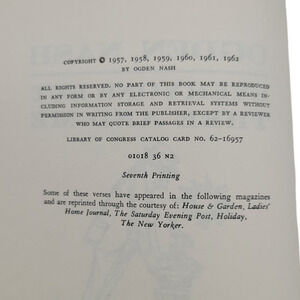 COPYRIGHT © 1957, 1958, 1959, 1960, 1961, 1962
BY OGDEN NASH
ALL RIGHTS RESERVED. NO PART OF THIS BOOK MAY BE REPRODUCED
IN ANY FORM OR BY ANY ELECTRONIC OR MECHANICAL MEANS IN-
CLUDING INFORMATION STORAGE AND RETRIEVAL SYSTEMS WITHOUT
PERMISSION IN WRITING FROM THE PUBLISHER, EXCEPT BY A REVIEWER
WHO MAY QUOTE BRIEF PASSAGES IN A REVIEW.
LIBRARY OF CONGRESS CATALOG CARD NO. 62-16957
01018 36 N2
Seventh Printing
Some of these verses have appeared in the following magazines
and are reprinted through the courtesy of: House & Garden, Ladies'
Home Journal, The Saturday Evening Post, Holiday,
The New Yorker.